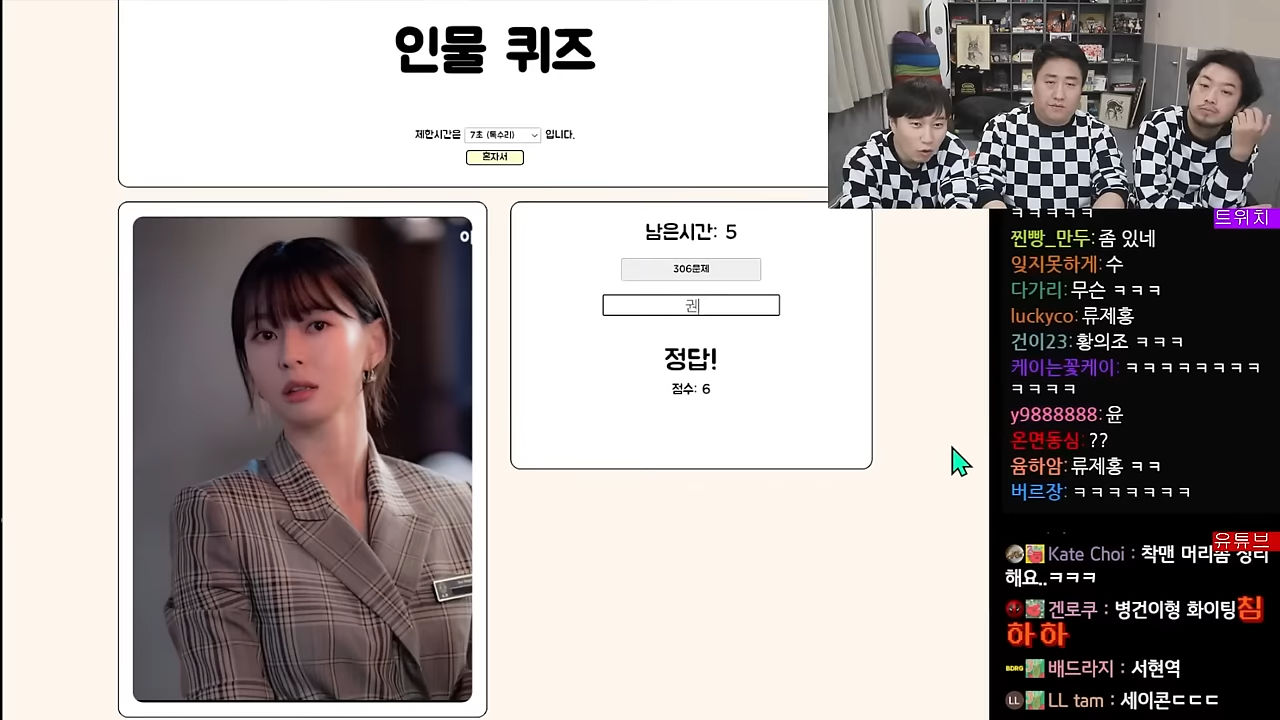 인물 퀴즈
제한시간은 7초 (독수리) 입니다.
혼자서
남은시간: 5
306문제
권
정답!
점수: 6
ㅋㅋㅋㅋㅋ
트위치
찐빵_만두: 좀 있네
잊지못하게: 수
다가리: 무슨 ㅋㅋㅋ
luckyco: 류제홍
건이23: 황의조 ㅋㅋㅋ
케이는꽃케이: ㅋㅋㅋㅋㅋㅋㅋㅋ
ㅋㅋㅋㅋ
y9888888: 윤
온면동심: ??
윰하암: 류제홍 ㅋㅋ
버르장: ㅋㅋㅋㅋㅋㅋㅋ
유튜브
Kate Choi : 착맨 머리좀 정리
해요..ㅋㅋㅋ
겐로쿠 : 병건이형 화이팅침
하하
BDRG 배드라지 : 서현역
LL LL tam : 세이콘ㄷㄷㄷ